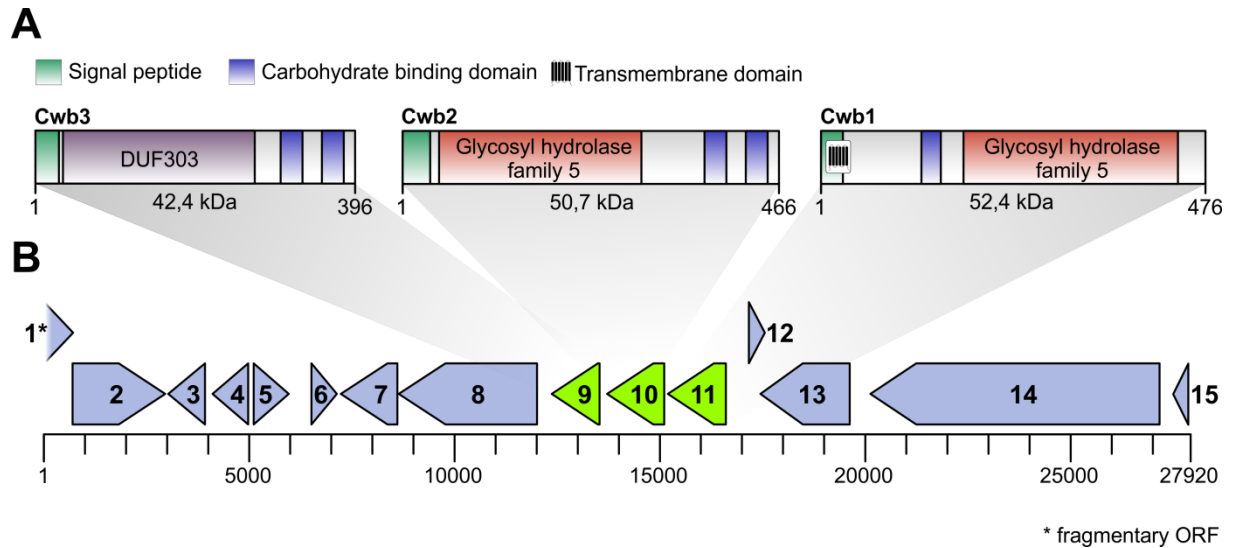 A
Signal peptide
Carbohydrate binding domain
Transmembrane domain
Cwb3
Cwb2
Cwb1
DUF303
Glycosyl hydrolase
family 5
Glycosyl hydrolase
family 5
1
42,4 kDa
396
1
50,7 kDa
466
1
52,4 kDa
476
B
1*
12
2
3
4
5
6
7
8
9
10
11
13
14
15
1
5000
10000
15000
20000
25000
27920
* fragmentary ORF